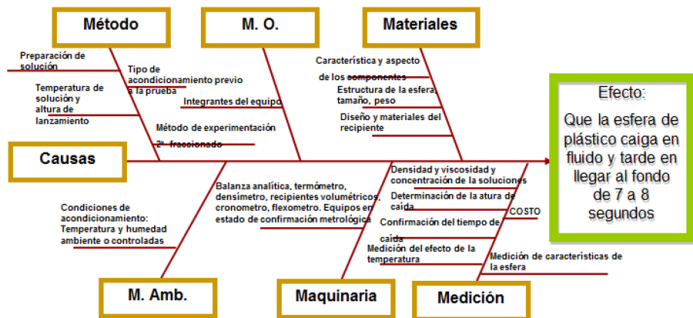 Método
M. O.
Materiales
Preparación de
solución
Temperatura de
solución y
altura de
lanzamiento
Tipo de
acondicionamiento previo
a la prueba
Método de experimentación
fraccionado
Integrantes del equipo
Característica y aspecto
de los componentes
Estructura de la esfera,
tamaño, peso
Diseño y materiales del
recipiente
Causas
Efecto:
Que la esfera de
plástico caiga en
fluido y tarde en
llegar al fondo
de 7 a 8
segundos
Condiciones de
acondicionamiento:
Temperatura y humedad
ambiente o controladas
Balanza analítica, termómetro,
densímetro, recipientes volumétricos,
cronometro, flexometro. Equipos en
estado de confirmación metrológica
Densidad y viscosidad y
concentración de la soluciones
Determinación de la atura de
caída
COSTO
Confirmación del tiempo de
caída
Medición del efecto de la
temperatura
Medición de características de
la esfera
M. Amb.
Maquinaria
Medición